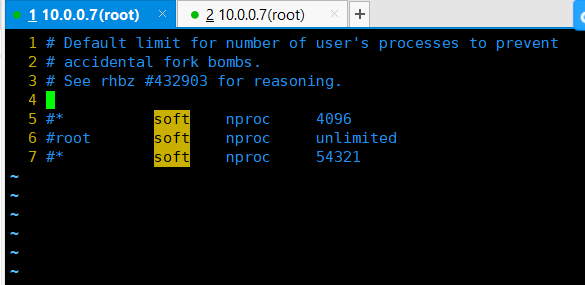 1 10.0.0.7(root) × 2 10.0.0.7(root) × +
1 # Default limit for number of user's processes to prevent
2 # accidental fork bombs.
3 # See rhbz #432903 for reasoning.
4
5 #* soft nproc 4096
6 #root soft nproc unlimited
7 #* soft nproc 54321
~
~
~
~
~
~